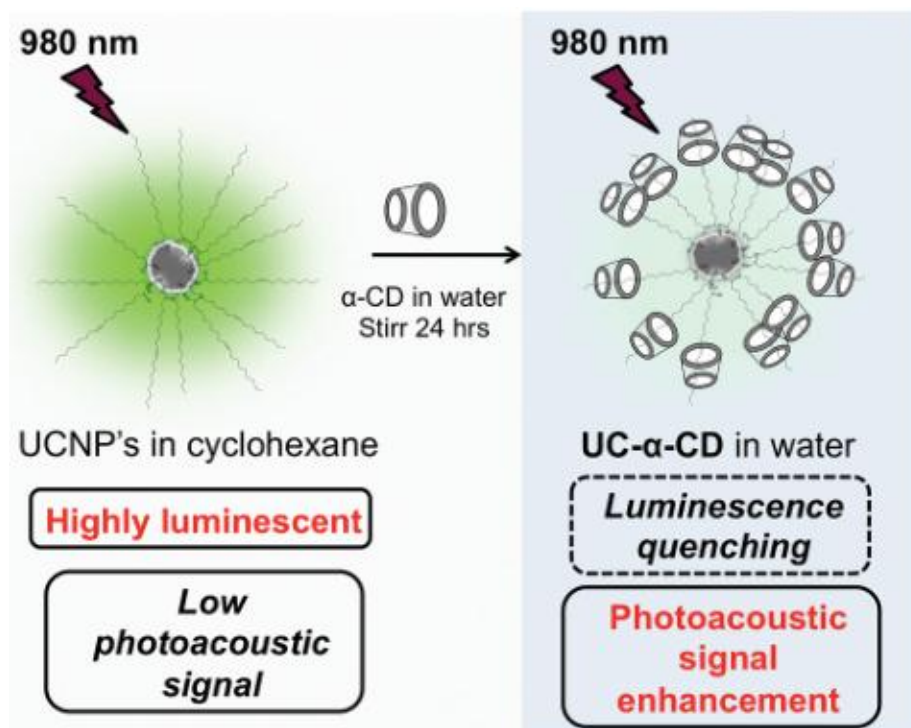 980 nm
α-CD in water
Stirr 24 hrs
UCNP's in cyclohexane
Highly luminescent
Low
photoacoustic
signal
980 nm
UC-α-CD in water
Luminescence
quenching
Photoacoustic
signal
enhancement